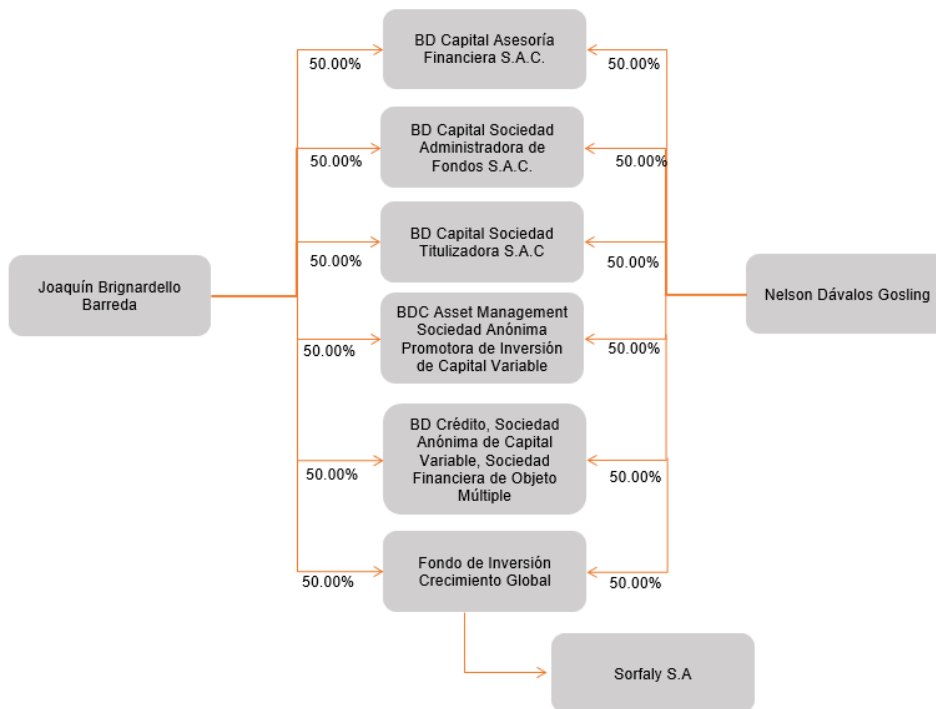 BD Capital Asesoría
Financiera S.A.C.
50.00%
50.00%
BD Capital Sociedad
Administradora de
Fondos S.A.C.
50.00%
50.00%
BD Capital Sociedad
Titulizadora S.A.C
50.00%
50.00%
Joaquín Brignardello
Barreda
Nelson Dávalos Gosling
BDC Asset Management
Sociedad Anónima
Promotora de Inversión
de Capital Variable
50.00%
50.00%
BD Crédito, Sociedad
Anónima de Capital
Variable, Sociedad
Financiera de Objeto
Múltiple
50.00%
50.00%
Fondo de Inversión
Crecimiento Global
50.00%
50.00%
Sorfaly S.A